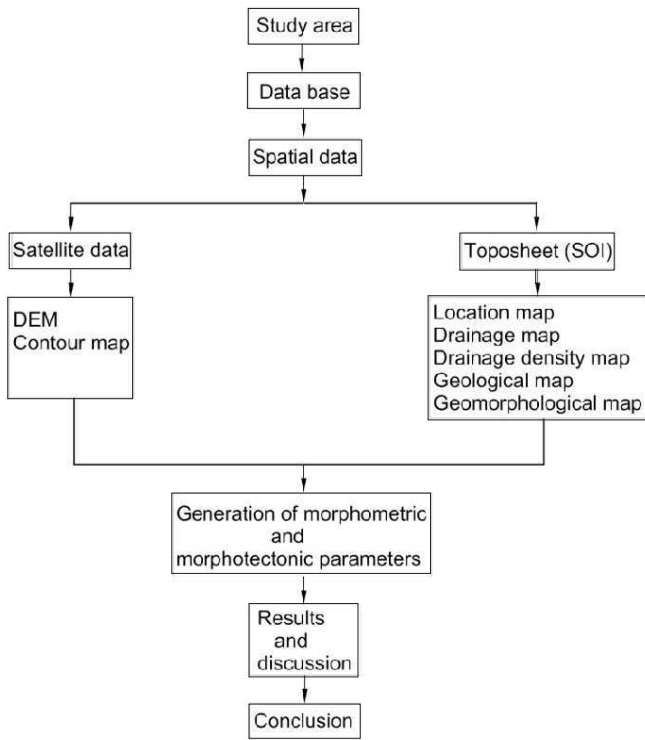 Study area
Data base
Spatial data
Satellite data
Toposheet (SOI)
DEM
Contour map
Location map
Drainage map
Drainage density map
Geological map
Geomorphological map
Generation of morphometric
and
morphotectonic parameters
Results
and
discussion
Conclusion